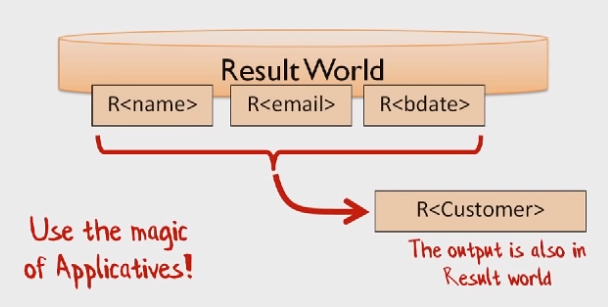 Result World
R<name> R<email> R<bdate>
R<Customer>
Use the magic
of Applicatives!
The output is also in
Result world